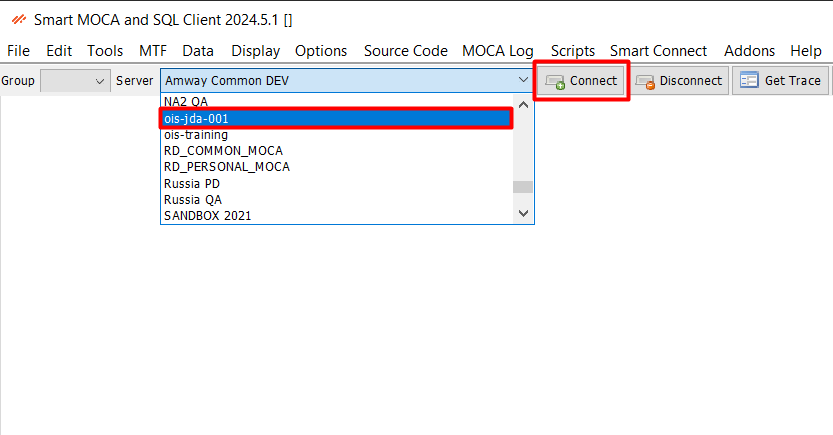 Smart MOCA and SQL Client 2024.5.1 []
File Edit Tools MTF Data Display Options Source Code MOCA Log Scripts Smart Connect Addons Help
Group Server Amway Common DEV Connect Disconnect Get Trace
NA2 QA
ois-jda-001
ois-training
RD_COMMON_MOCA
RD_PERSONAL_MOCA
Russia PD
Russia QA
SANDBOX 2021